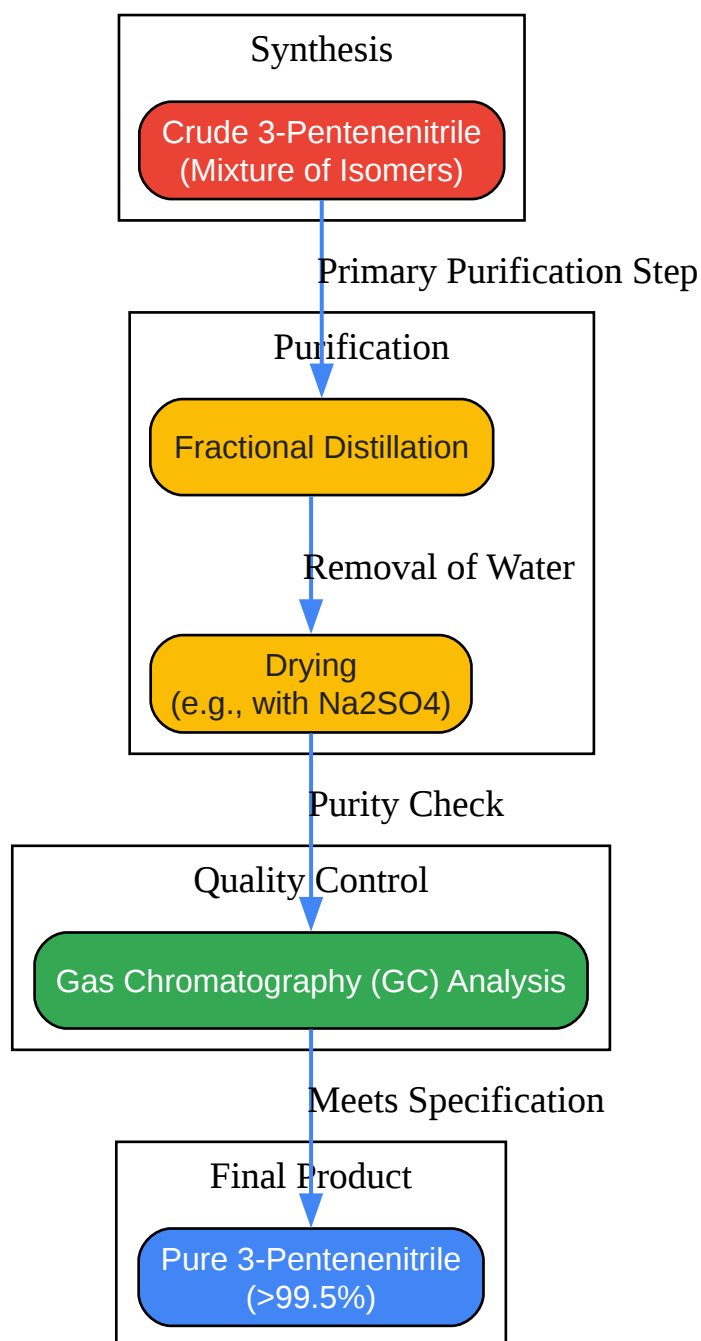 Synthesis
Crude 3-Pentenenitrile
(Mixture of Isomers)
Primary Purification Step
Purification
Fractional Distillation
Removal of Water
Drying
(e.g., with Na2SO4)
Purity Check
Quality Control
Gas Chromatography (GC) Analysis
Meets Specification
Final Product
Pure 3-Pentenenitrile
(>99.5%)